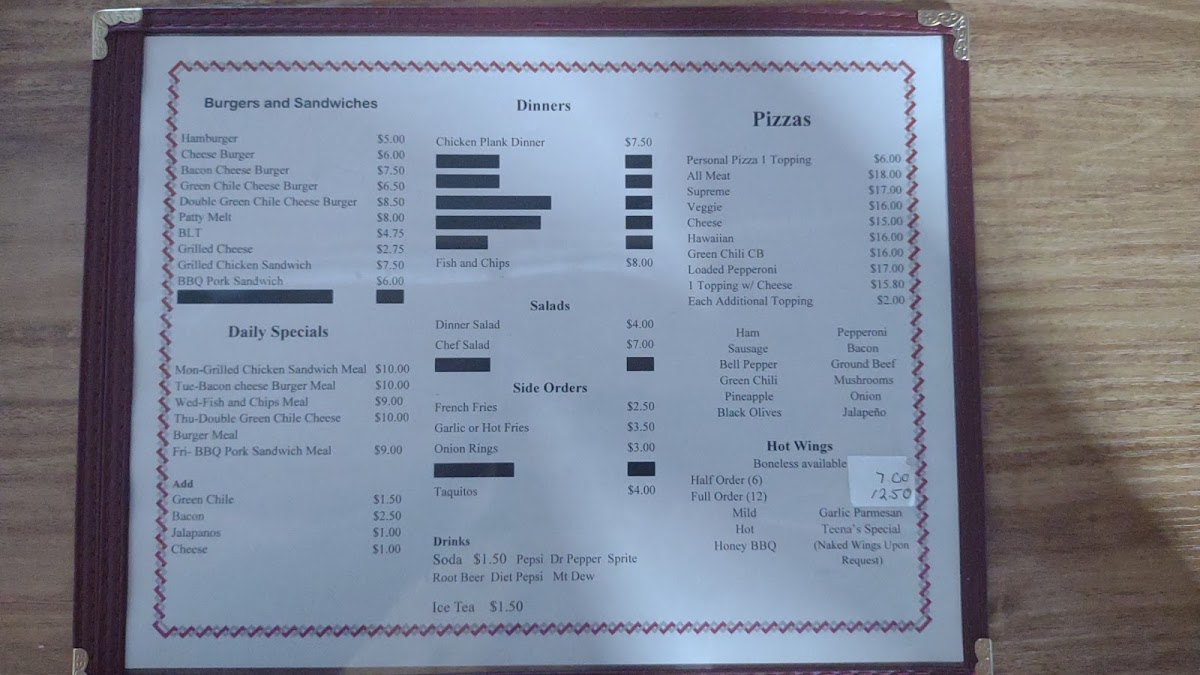 Burgers and Sandwiches
Hamburger $5.00
Cheese Burger $6.00
Bacon Cheese Burger $7.50
Green Chile Cheese Burger $6.50
Double Green Chile Cheese Burger $8.50
Patty Melt $8.00
BLT $4.75
Grilled Cheese $2.75
Grilled Chicken Sandwich $7.50
BBQ Pork Sandwich $6.00
Daily Specials
Mon-Grilled Chicken Sandwich Meal $10.00
Tue-Bacon cheese Burger Meal $10.00
Wed-Fish and Chips Meal $9.00
Thu-Double Green Chile Cheese $10.00
Burger Meal
Fri- BBQ Pork Sandwich Meal $9.00
Add
Green Chile $1.50
Bacon $2.50
Jalapanos $1.00
Cheese $1.00
Dinners
Chicken Plank Dinner $7.50
Fish and Chips $8.00
Salads
Dinner Salad $4.00
Chef Salad $7.00
Side Orders
French Fries $2.50
Garlic or Hot Fries $3.50
Onion Rings $3.00
Taquitos $4.00
Drinks
Soda $1.50 Pepsi Dr Pepper Sprite
Root Beer Diet Pepsi Mt Dew
Ice Tea $1.50
Pizzas
Personal Pizza 1 Topping $6.00
All Meat $18.00
Supreme $17.00
Veggie $16.00
Cheese $15.00
Hawaiian $16.00
Green Chili CB $16.00
Loaded Pepperoni $17.00
1 Topping w/ Cheese $15.80
Each Additional Topping $2.00
Ham Pepperoni
Sausage Bacon
Bell Pepper Ground Beef
Green Chili Mushrooms
Pineapple Onion
Black Olives Jalapeño
Hot Wings
Boneless available
Half Order (6) 7.00
Full Order (12) 12.50
Mild Garlic Parmesan
Hot Teena's Special
Honey BBQ (Naked Wings Upon
Request)